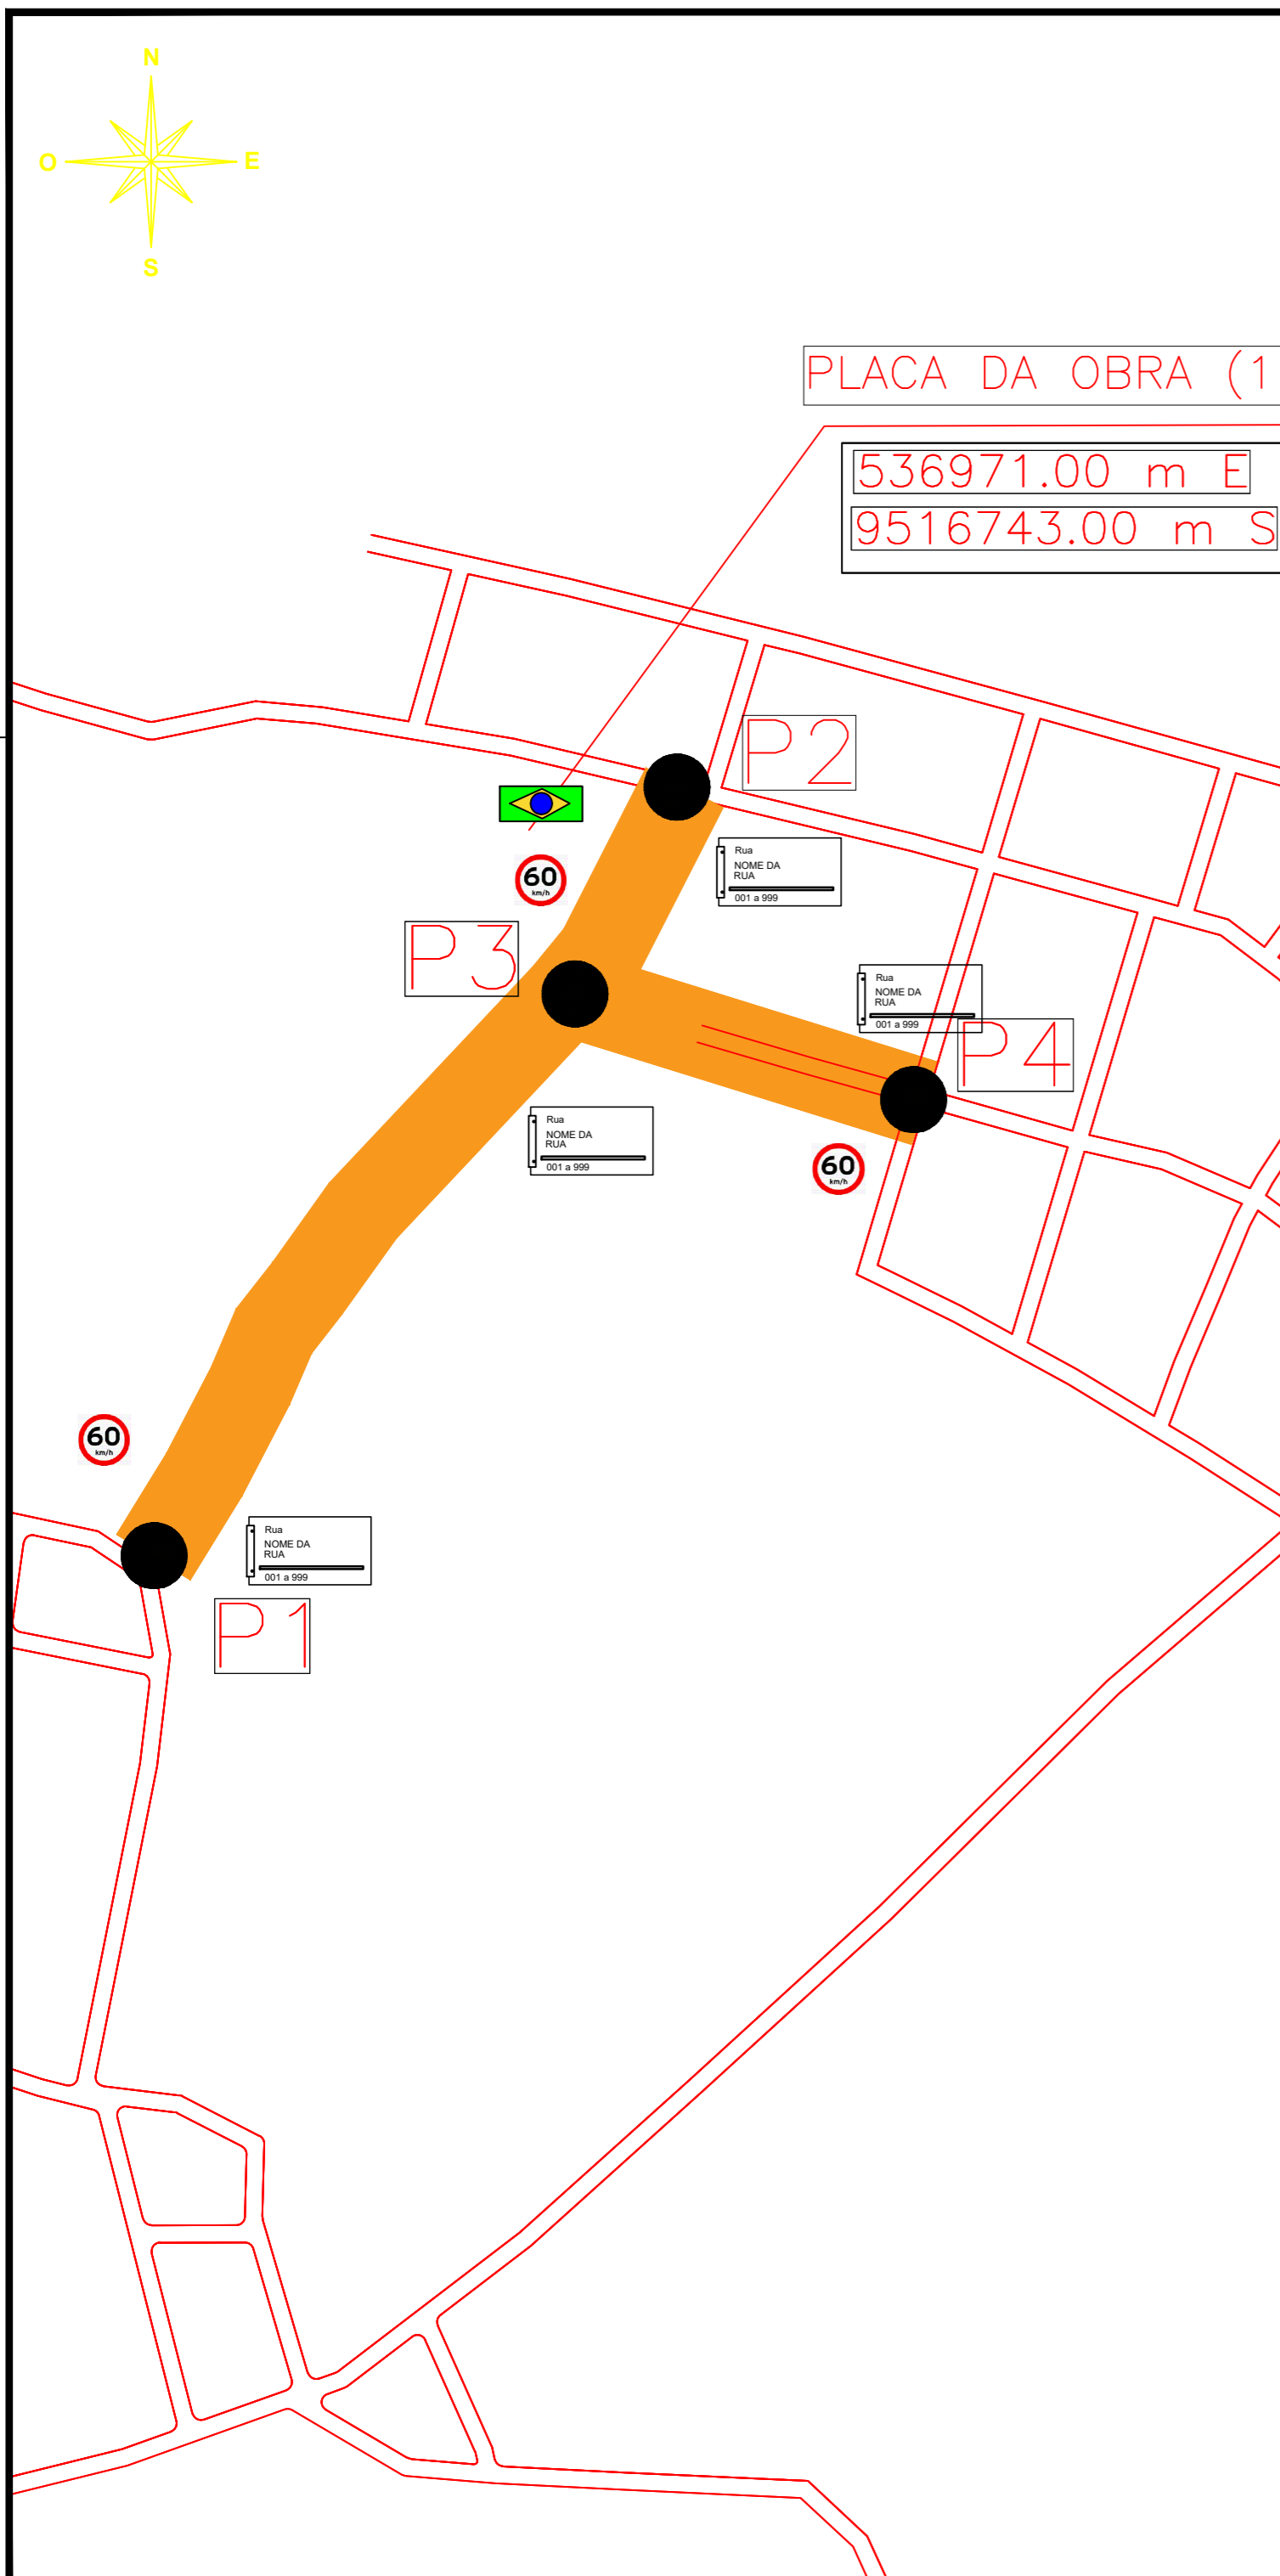 N
O
E
S
PLACA DA OBRA (1
536971.00 m E
9516743.00 m S
P2
Rua
NOME DA
RUA
001 a 999
60
km/h
P3
Rua
NOME DA
RUA
001 a 999
P4
Rua
NOME DA
RUA
001 a 999
60
km/h
60
km/h
Rua
NOME DA
RUA
001 a 999
P1